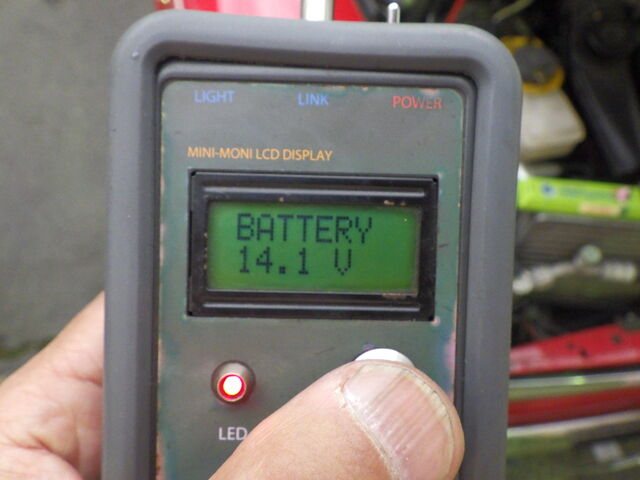 LIGHT LINK POWER
MINI-MONI LCD DISPLAY
BATTERY
14.1 V
LED